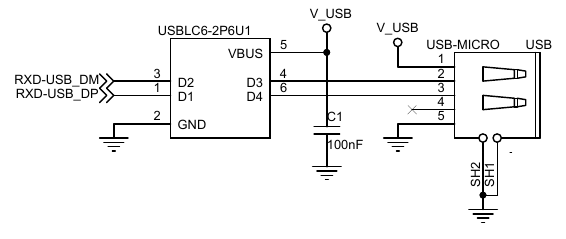 V_USB
V_USB
USBLC6-2P6U1
USB-MICRO
USB
VBUS
5
1
RXD-USB_DM
3
D2
D3
4
2
RXD-USB_DP
1
D1
D4
6
3
4
2
GND
5
C1
100nF
SH2
SH1